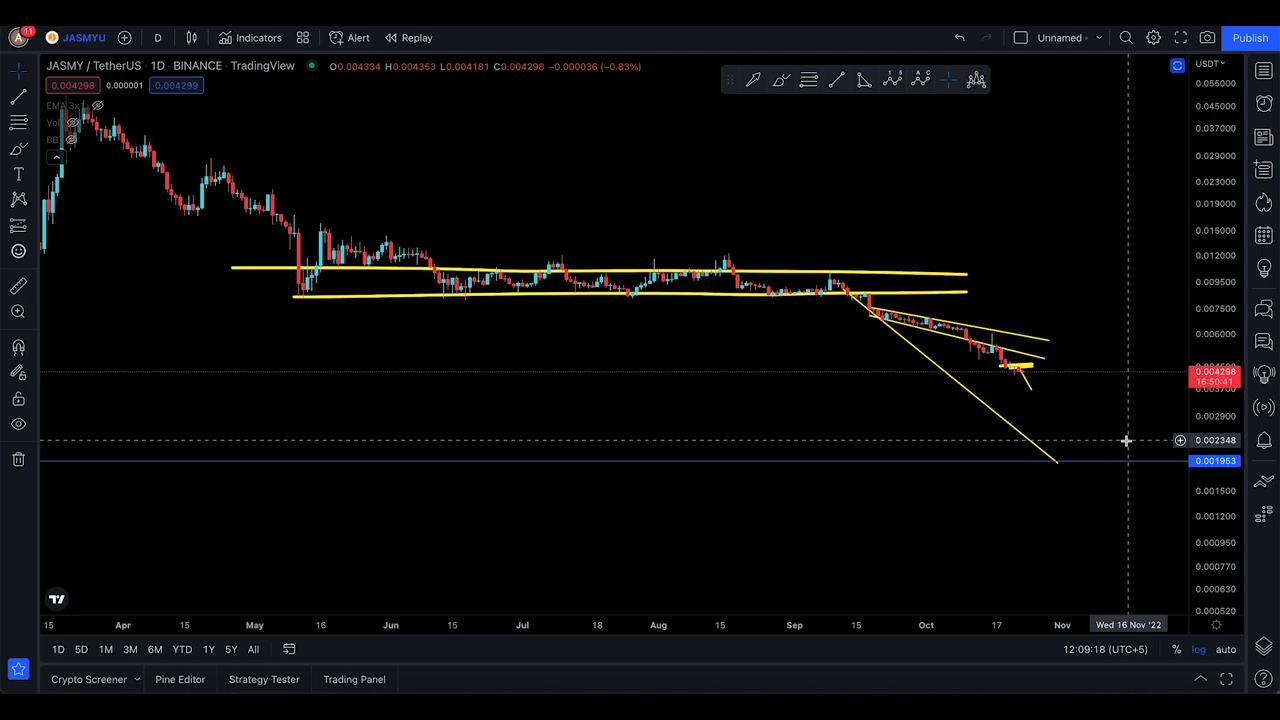 11
A
JASMYU
D
Indicators
Alert
Replay
Unnamed
Publish
JASMY / TetherUS · 1D · BINANCE · TradingView
O0.004334 H0.004353 L0.004181 C0.004298 −0.000036 (−0.83%)
0.004298 0.000001 0.004299
EMA
Vol
BB
USDT
0.055000
0.045000
0.037000
0.029000
0.023000
0.019000
0.015000
0.012000
0.009500
0.007500
0.006000
0.004298
16:50:41
0.002900
0.002348
0.001953
0.001500
0.001200
0.000950
0.000770
0.000630
0.000520
15 Apr 15 May 16 Jun 15 Jul 18 Aug 15 Sep 15 Oct 17 Nov Wed 16 Nov '22
1D 5D 1M 3M 6M YTD 1Y 5Y All
12:09:18 (UTC+5) % log auto
Crypto Screener Pine Editor Strategy Tester Trading Panel